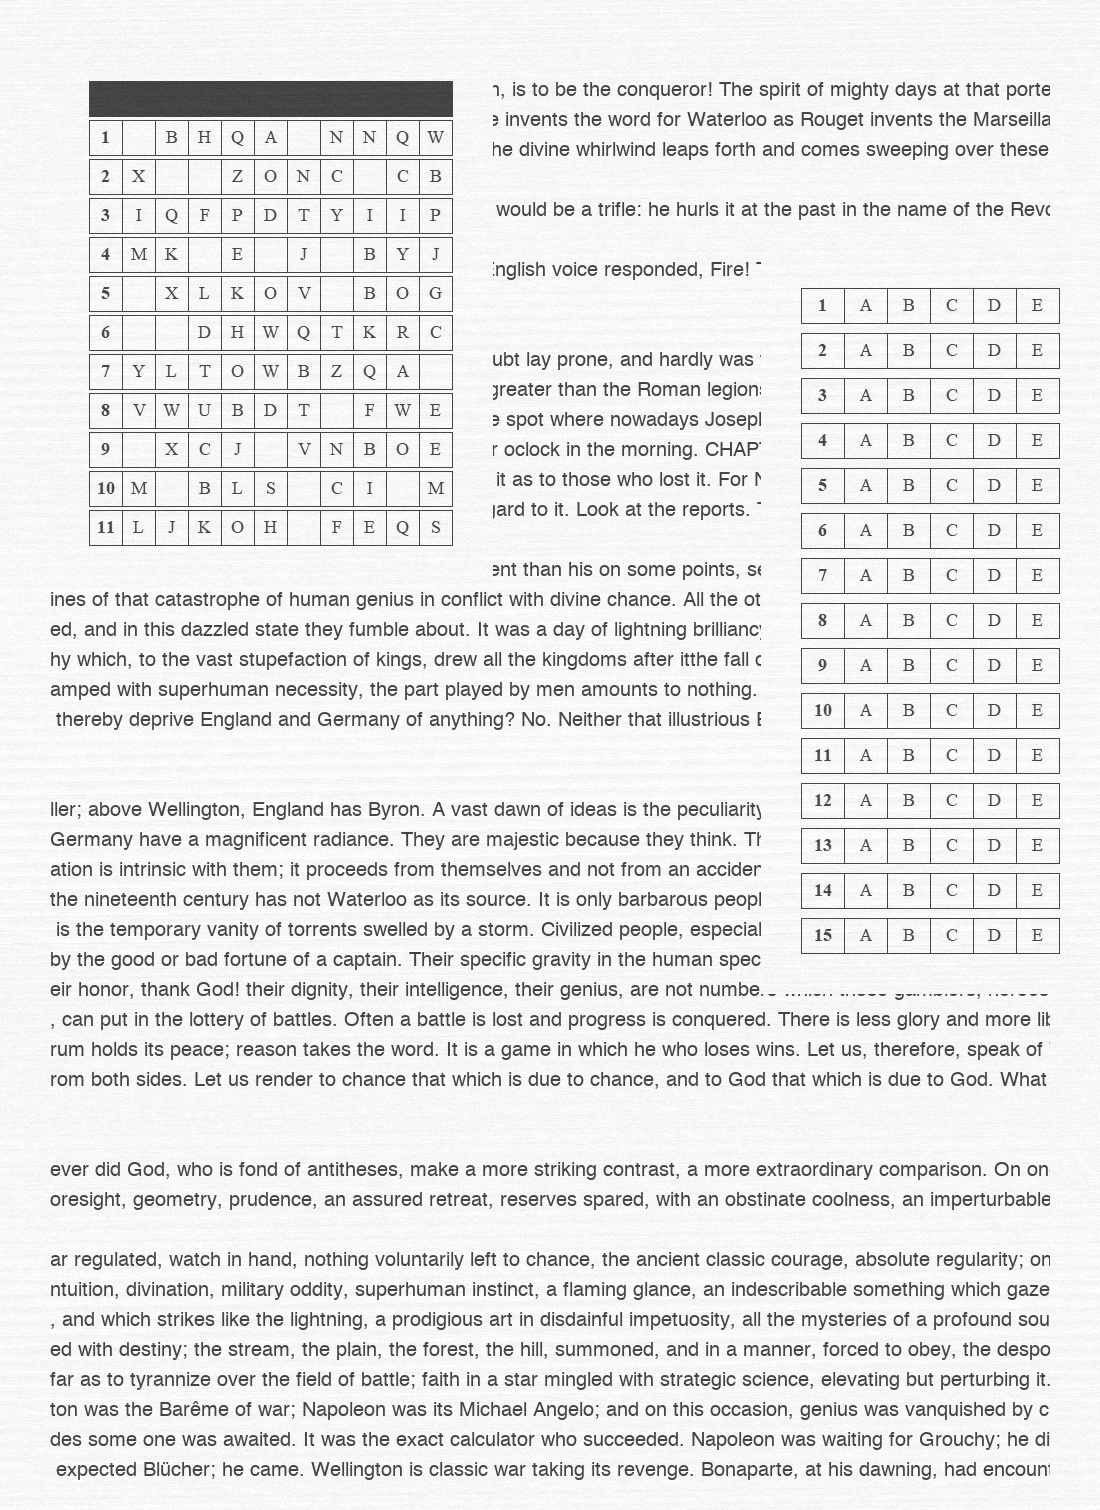 , is to be the conqueror! The spirit of mighty days at that
invents the word for Waterloo as Rouget invents the
1 B H Q A N N Q W
he divine whirlwind leaps forth and comes sweeping over these
2 X Z O N C C B
would be a trifle: he hurls it at the past in the name of the
3 I Q F P D T Y I I P
4 M K E J B Y J
English voice responded, Fire!
5 X L K O V B O G
1 A B C D E
6 D H W Q T K R C
2 A B C D E
ubt lay prone, and hardly was
7 Y L T O W B Z Q A
greater than the Roman
3 A B C D E
8 V W U B D T F W E
spot where nowadays
4 A B C D E
9 X C J V N B O E
r oclock in the morning.
5 A B C D E
it as to those who lost it. For
10 M B L S C I M
ard to it. Look at the reports.
6 A B C D E
11 L J K O H F E Q S
ent than his on some points, se
7 A B C D E
ines of that catastrophe of human genius in conflict with divine chance. All the ot
8 A B C D E
ed, and in this dazzled state they fumble about. It was a day of lightning brilliancy
hy which, to the vast stupefaction of kings, drew all the kingdoms after itthe fall
9 A B C D E
amped with superhuman necessity, the part played by men amounts to nothing.
10 A B C D E
thereby deprive England and Germany of anything? No. Neither that illustrious
11 A B C D E
12 A B C D E
ller; above Wellington, England has Byron. A vast dawn of ideas is the peculiarity
Germany have a magnificent radiance. They are majestic because they think.
13 A B C D E
ation is intrinsic with them; it proceeds from themselves and not from an acciden
14 A B C D E
the nineteenth century has not Waterloo as its source. It is only barbarous peopl
is the temporary vanity of torrents swelled by a storm. Civilized people, especial
15 A B C D E
by the good or bad fortune of a captain. Their specific gravity in the human spec
eir honor, thank God! their dignity, their intelligence, their genius, are not
, can put in the lottery of battles. Often a battle is lost and progress is conquered. There is less glory and more lib
rum holds its peace; reason takes the word. It is a game in which he who loses wins. Let us, therefore, speak of
rom both sides. Let us render to chance that which is due to chance, and to God that which is due to God. What
ever did God, who is fond of antitheses, make a more striking contrast, a more extraordinary comparison. On on
oresight, geometry, prudence, an assured retreat, reserves spared, with an obstinate coolness, an imperturbable
ar regulated, watch in hand, nothing voluntarily left to chance, the ancient classic courage, absolute regularity; on
ntuition, divination, military oddity, superhuman instinct, a flaming glance, an indescribable something which gaze
, and which strikes like the lightning, a prodigious art in disdainful impetuosity, all the mysteries of a profound sou
ed with destiny; the stream, the plain, the forest, the hill, summoned, and in a manner, forced to obey, the despo
far as to tyrannize over the field of battle; faith in a star mingled with strategic science, elevating but perturbing it.
ton was the Barême of war; Napoleon was its Michael Angelo; and on this occasion, genius was vanquished by c
des some one was awaited. It was the exact calculator who succeeded. Napoleon was waiting for Grouchy; he di
expected Blücher; he came. Wellington is classic war taking its revenge. Bonaparte, at his dawning, had encoun